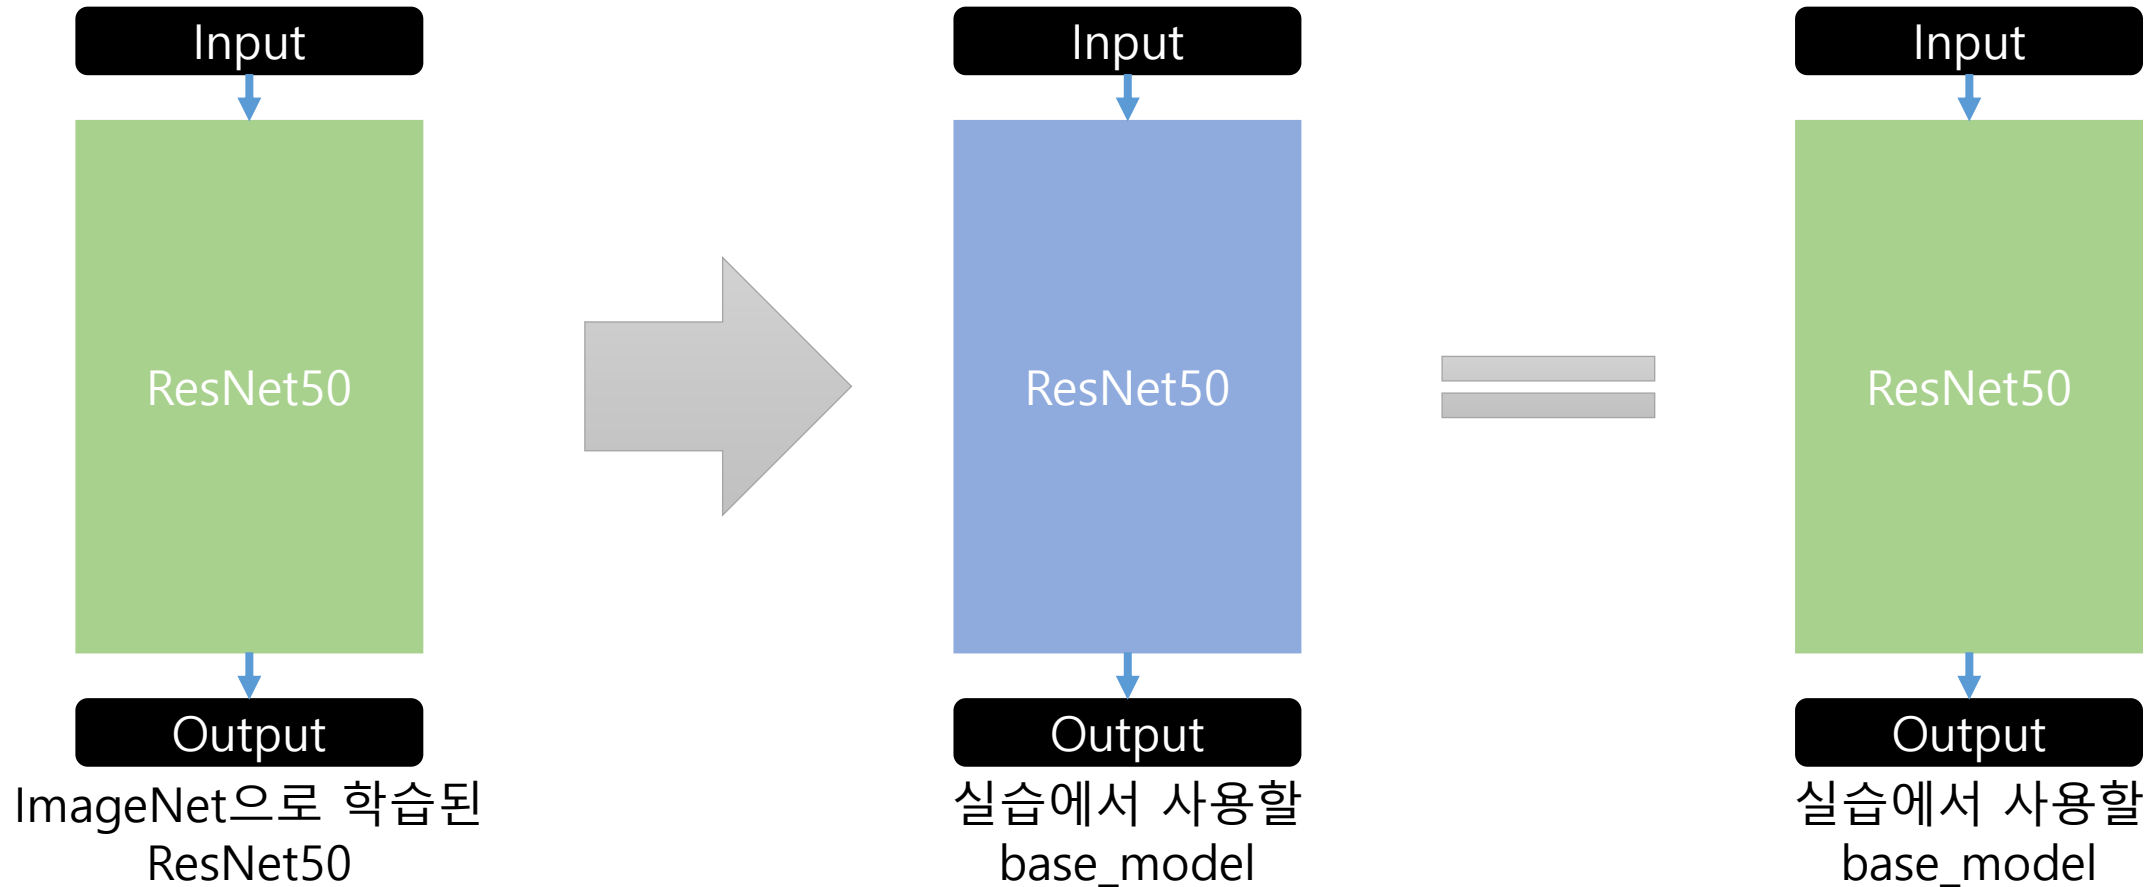 Input
ResNet50
Output
ImageNet으로 학습된
ResNet50
Input
ResNet50
Output
실습에서 사용할
base_model
Input
ResNet50
Output
실습에서 사용할
base_model